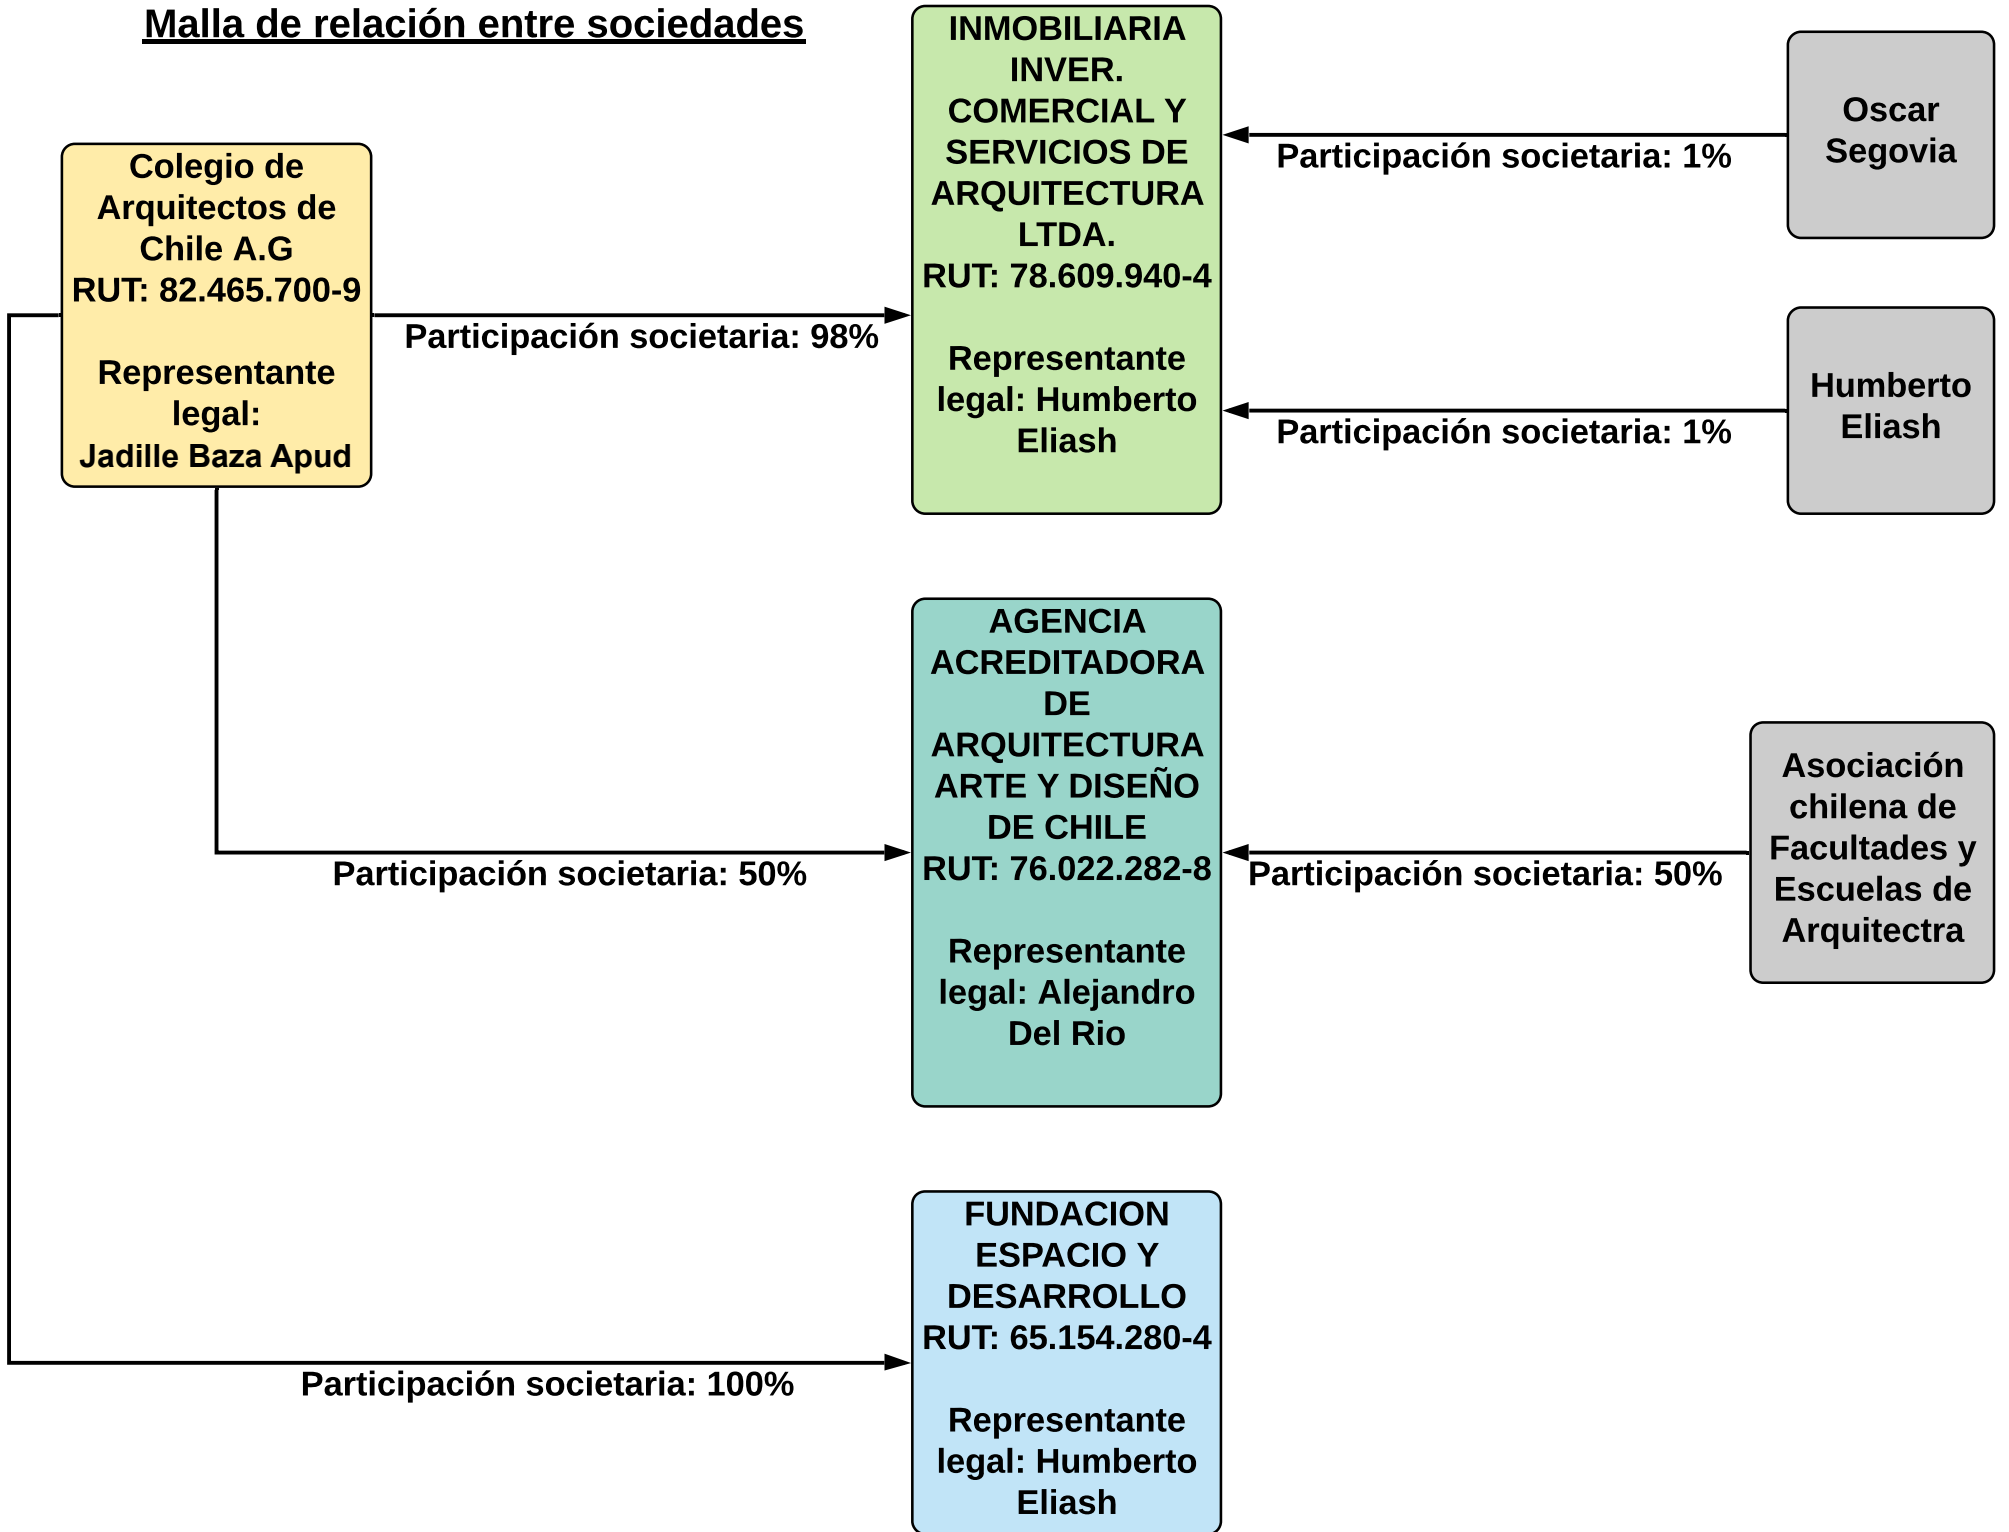 Malla de relación entre sociedades
Colegio de
Arquitectos de
Chile A.G
RUT: 82.465.700-9
Representante
legal:
Jadille Baza Apud
Participación societaria: 98%
INMOBILIARIA
INVER.
COMERCIAL Y
SERVICIOS DE
ARQUITECTURA
LTDA.
RUT: 78.609.940-4
Representante
legal: Humberto
Eliash
Participación societaria: 1%
Oscar
Segovia
Participación societaria: 1%
Humberto
Eliash
Participación societaria: 50%
AGENCIA
ACREDITADORA
DE
ARQUITECTURA
ARTE Y DISEÑO
DE CHILE
RUT: 76.022.282-8
Representante
legal: Alejandro
Del Rio
Participación societaria: 50%
Asociación
chilena de
Facultades y
Escuelas de
Arquitectra
Participación societaria: 100%
FUNDACION
ESPACIO Y
DESARROLLO
RUT: 65.154.280-4
Representante
legal: Humberto
Eliash